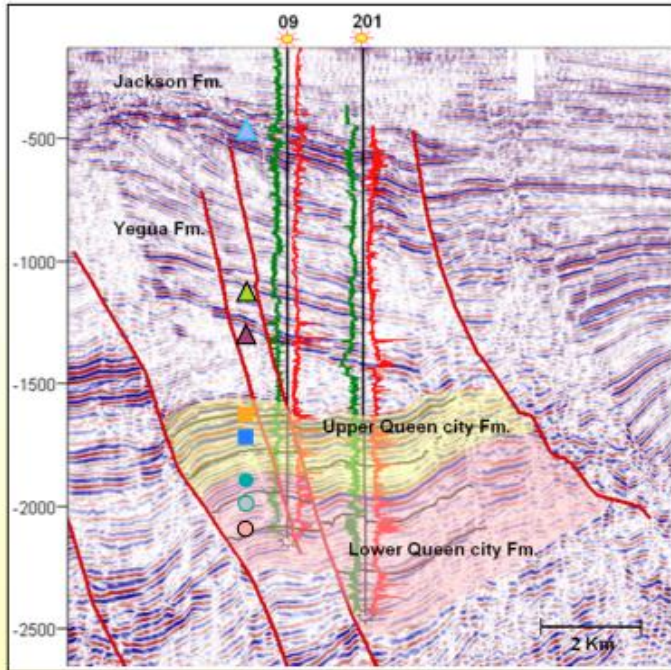 09 201
Jackson Fm.
-500
Yegua Fm.
-1000
-1500
Upper Queen city Fm.
-2000
Lower Queen city Fm.
-2500
2 Km